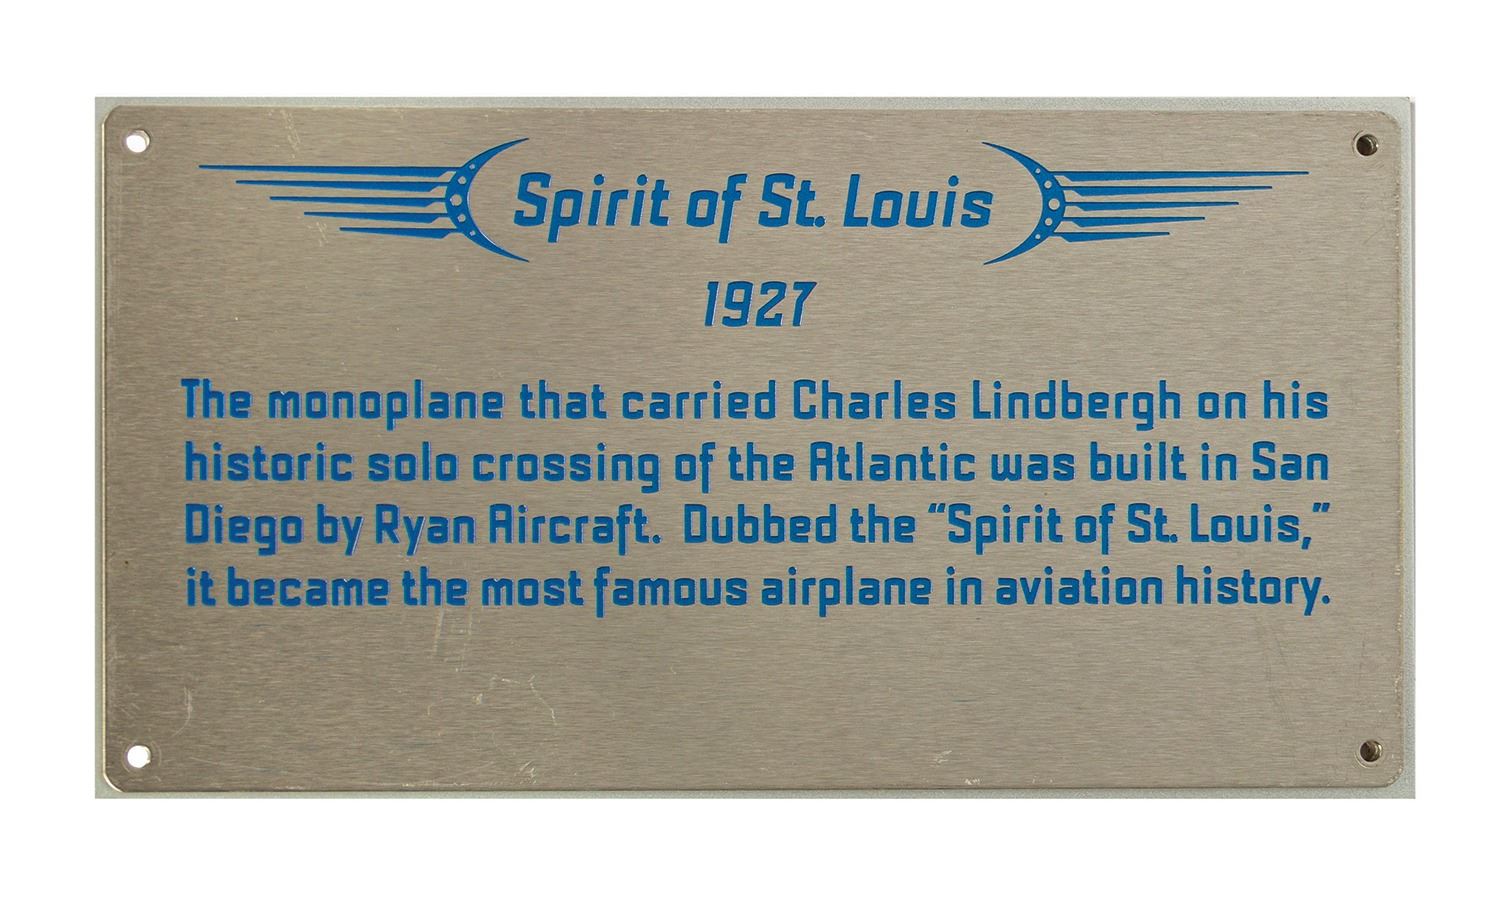 Spirit of St. Louis
1927
The monoplane that carried Charles Lindbergh on his
historic solo crossing of the Atlantic was built in San
Diego by Ryan Aircraft. Dubbed the “Spirit of St. Louis,”
it became the most famous airplane in aviation history.